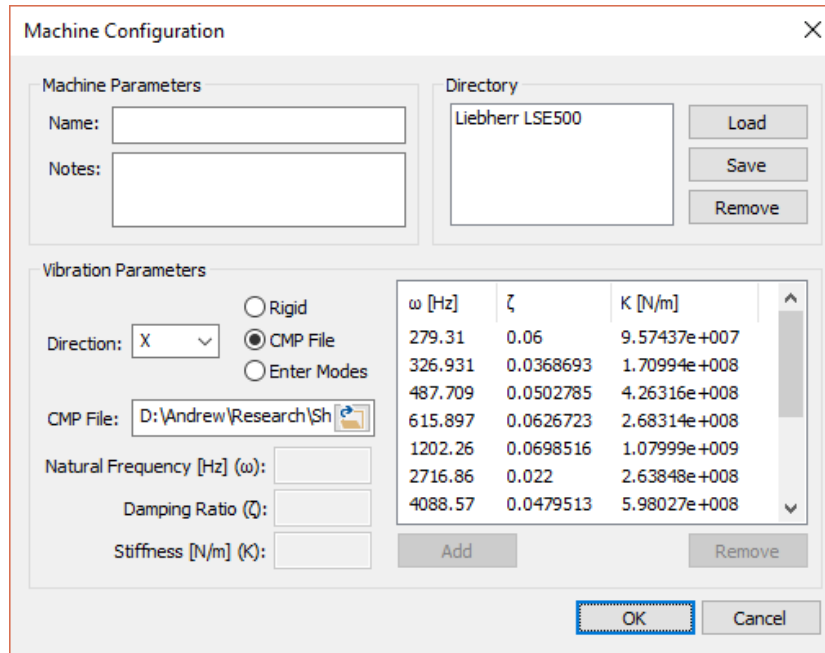 Machine Configuration
Machine Parameters
Name:
Notes:
Directory
Liebherr LSE500
Load
Save
Remove
Vibration Parameters
Direction: X
Rigid
CMP File
Enter Modes
CMP File: D:\Andrew\Research\Sh
Natural Frequency [Hz] (ω):
Damping Ratio (ζ):
Stiffness [N/m] (K):
ω [Hz] ζ K [N/m]
279.31 0.06 9.57437e+007
326.931 0.0368693 1.70994e+008
487.709 0.0502785 4.26316e+008
615.897 0.0626723 2.68314e+008
1202.26 0.0698516 1.07999e+009
2716.86 0.022 2.63848e+008
4088.57 0.0479513 5.98027e+008
Add
Remove
OK
Cancel